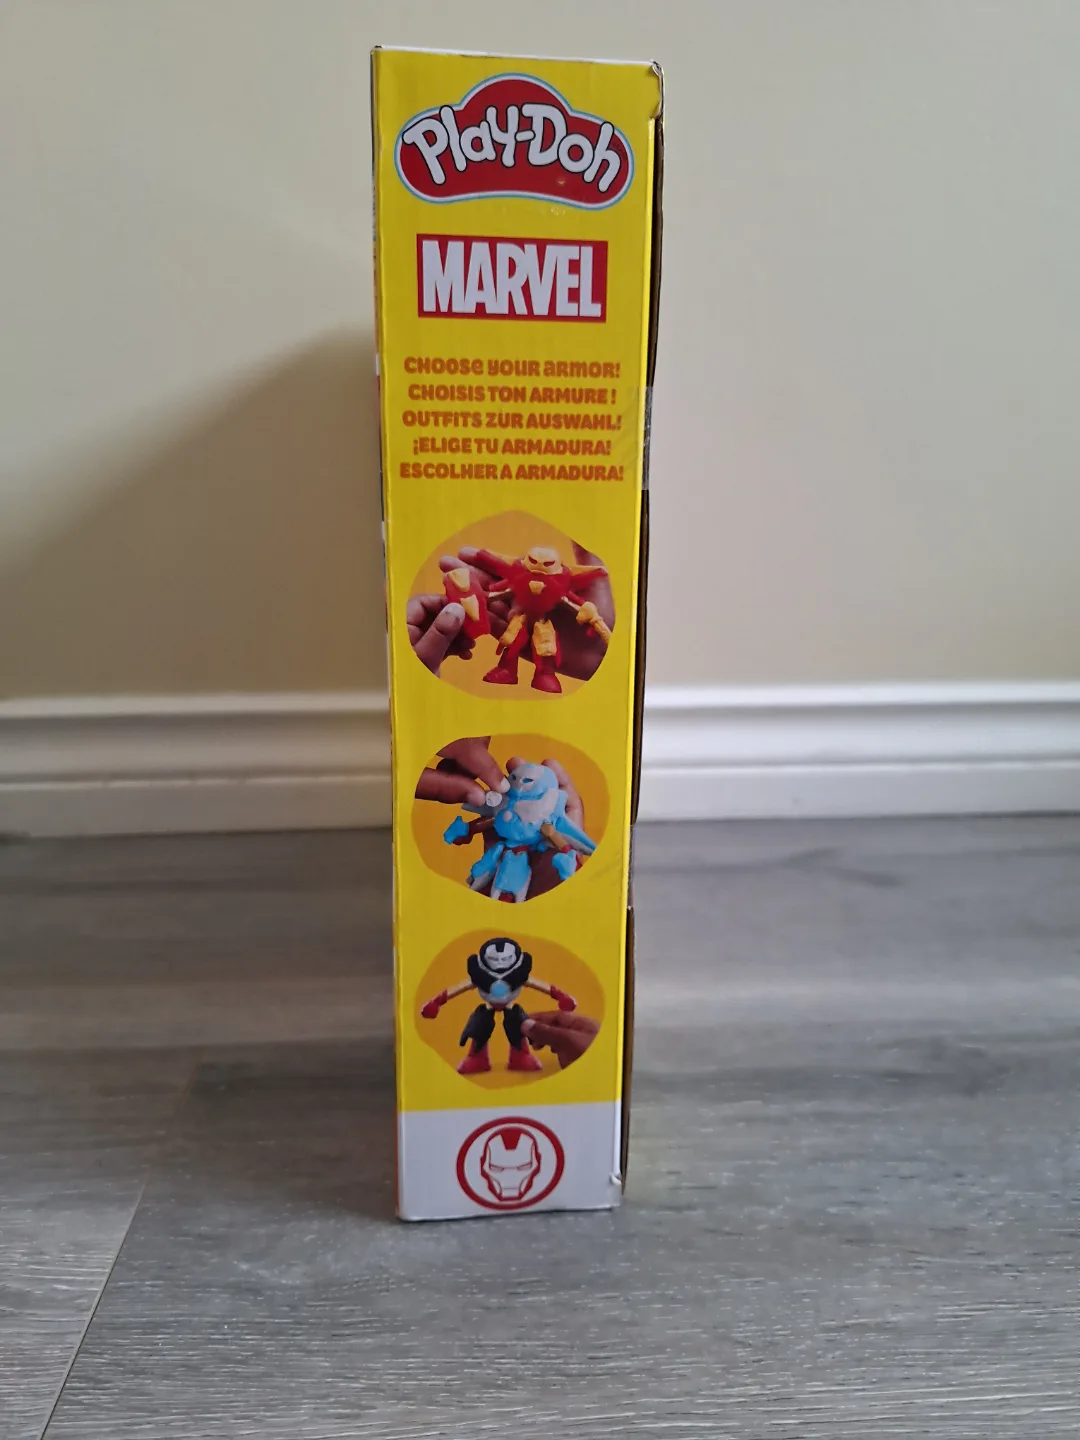 Play-Doh
MARVEL
CHOOSE YOUR ARMOR!
CHOISIS TON ARMURE !
OUTFITS ZUR AUSWAHL!
¡ELIGE TU ARMADURA!
ESCOLHER A ARMADURA!